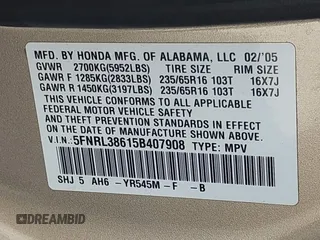 MFD. BY HONDA MFG. OF ALABAMA, LLC 02/'05
GVWR 2700KG(5952LBS) TIRE SIZE RIM SIZE
GAWR F 1285KG(2833LBS) 235/65R16 103T 16X7J
GAWR R 1450KG(3197LBS) 235/65R16 103T 16X7J
THIS VEHICLE CONFORMS TO ALL APPLICABLE
FEDERAL MOTOR VEHICLE SAFETY STANDARDS
AND THEFT PREVENTION STANDARDS IN EFFECT
ON THE DATE OF MANUFACTURE SHOWN ABOVE.
V.I.N.: 5FNRL38615B407908 TYPE: MPV
SHJ 5 AH6 -YR545M-F -B
DREAMBID